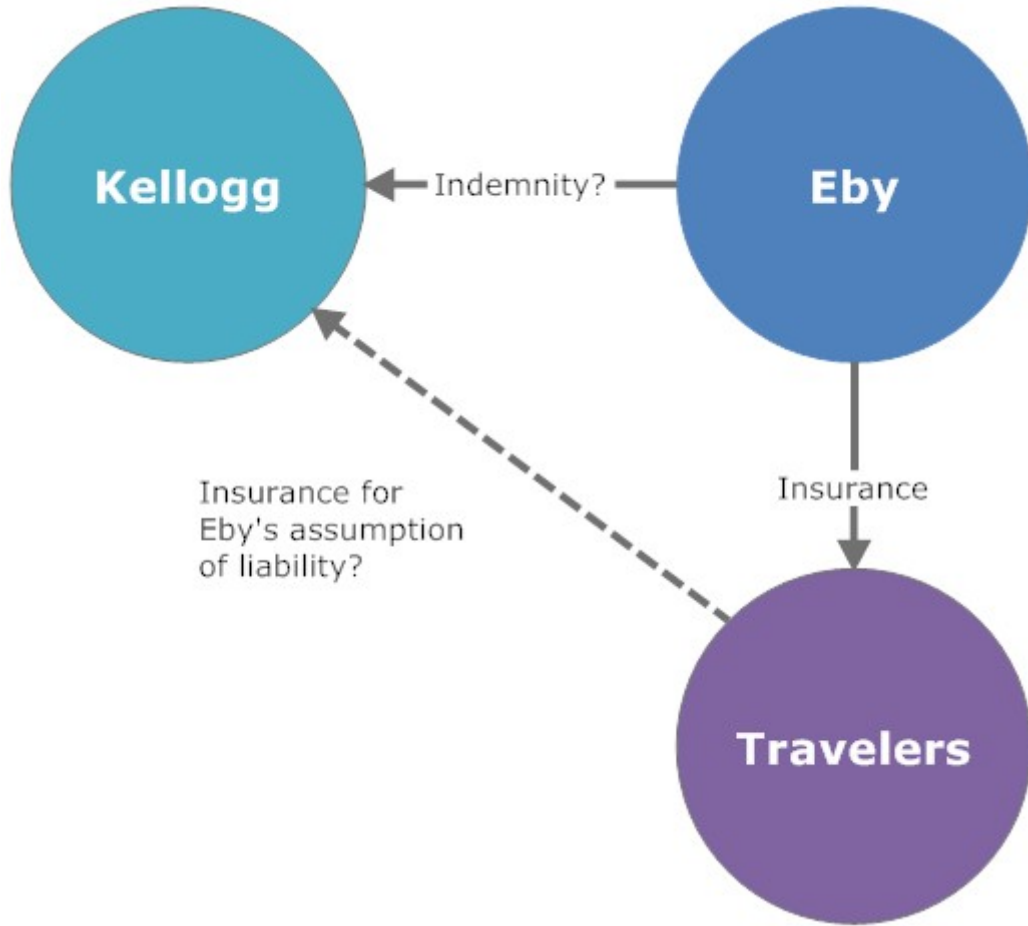 Kellogg
Indemnity?
Eby
Insurance for
Eby's assumption
of liability?
Insurance
Travelers